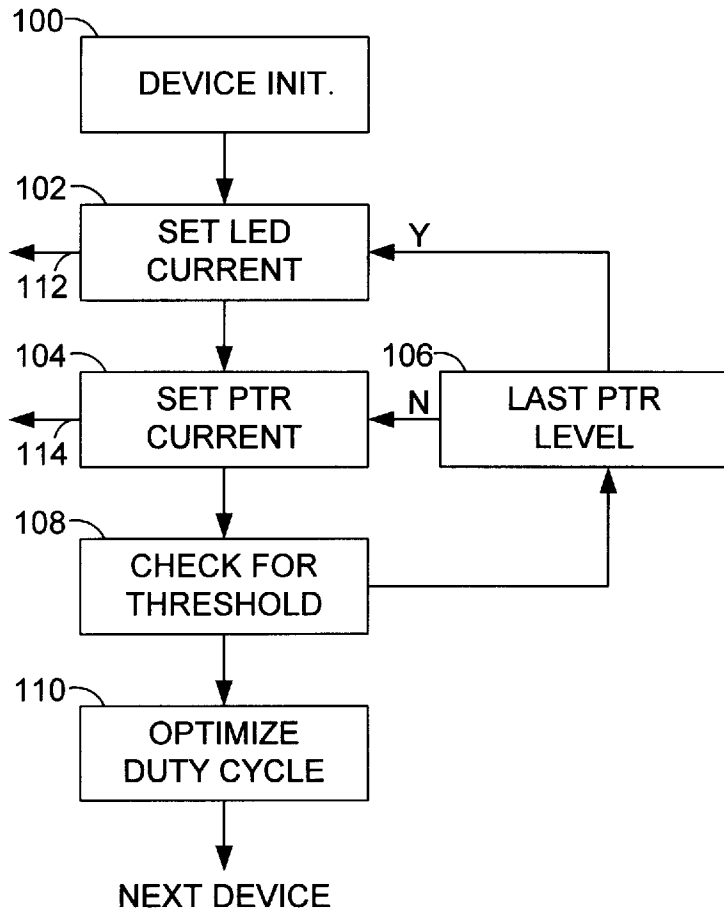 100
DEVICE INIT.
102
SET LED
CURRENT
Y
112
104
SET PTR
CURRENT
N
106
LAST PTR
LEVEL
114
108
CHECK FOR
THRESHOLD
110
OPTIMIZE
DUTY CYCLE
NEXT DEVICE